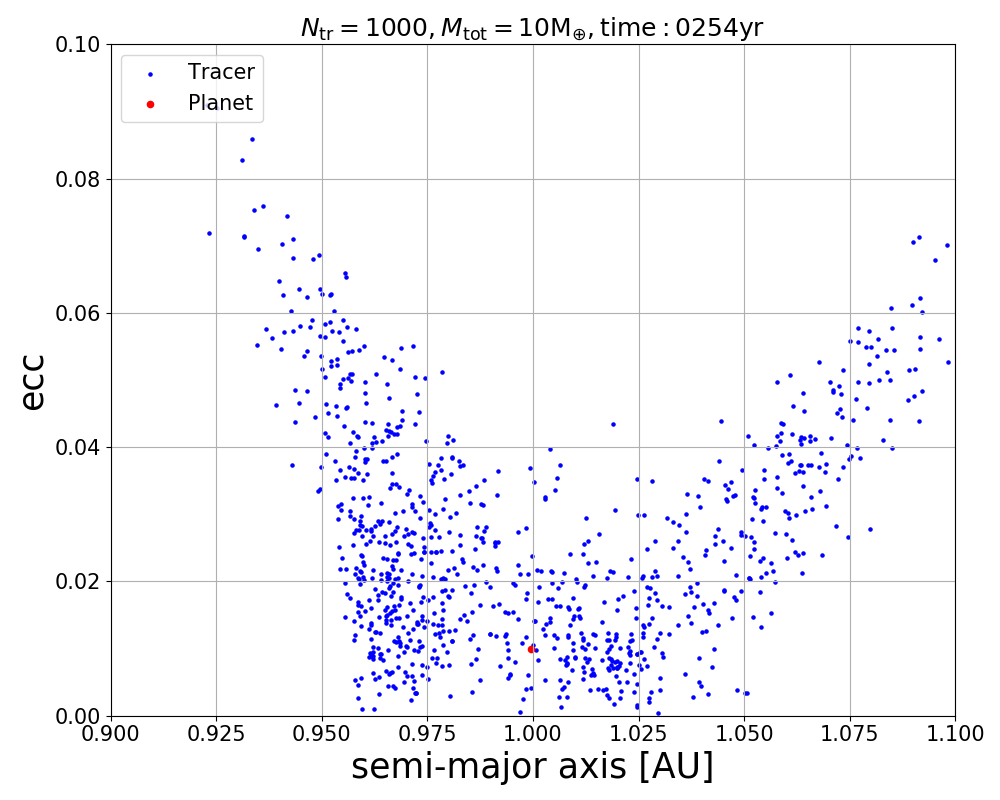 N_tr = 1000, M_tot = 10M_⊕, time : 0254yr
Tracer
Planet
0.10
0.08
0.06
0.04
0.02
0.00
ecc
0.900 0.925 0.950 0.975 1.000 1.025 1.050 1.075 1.100
semi-major axis [AU]